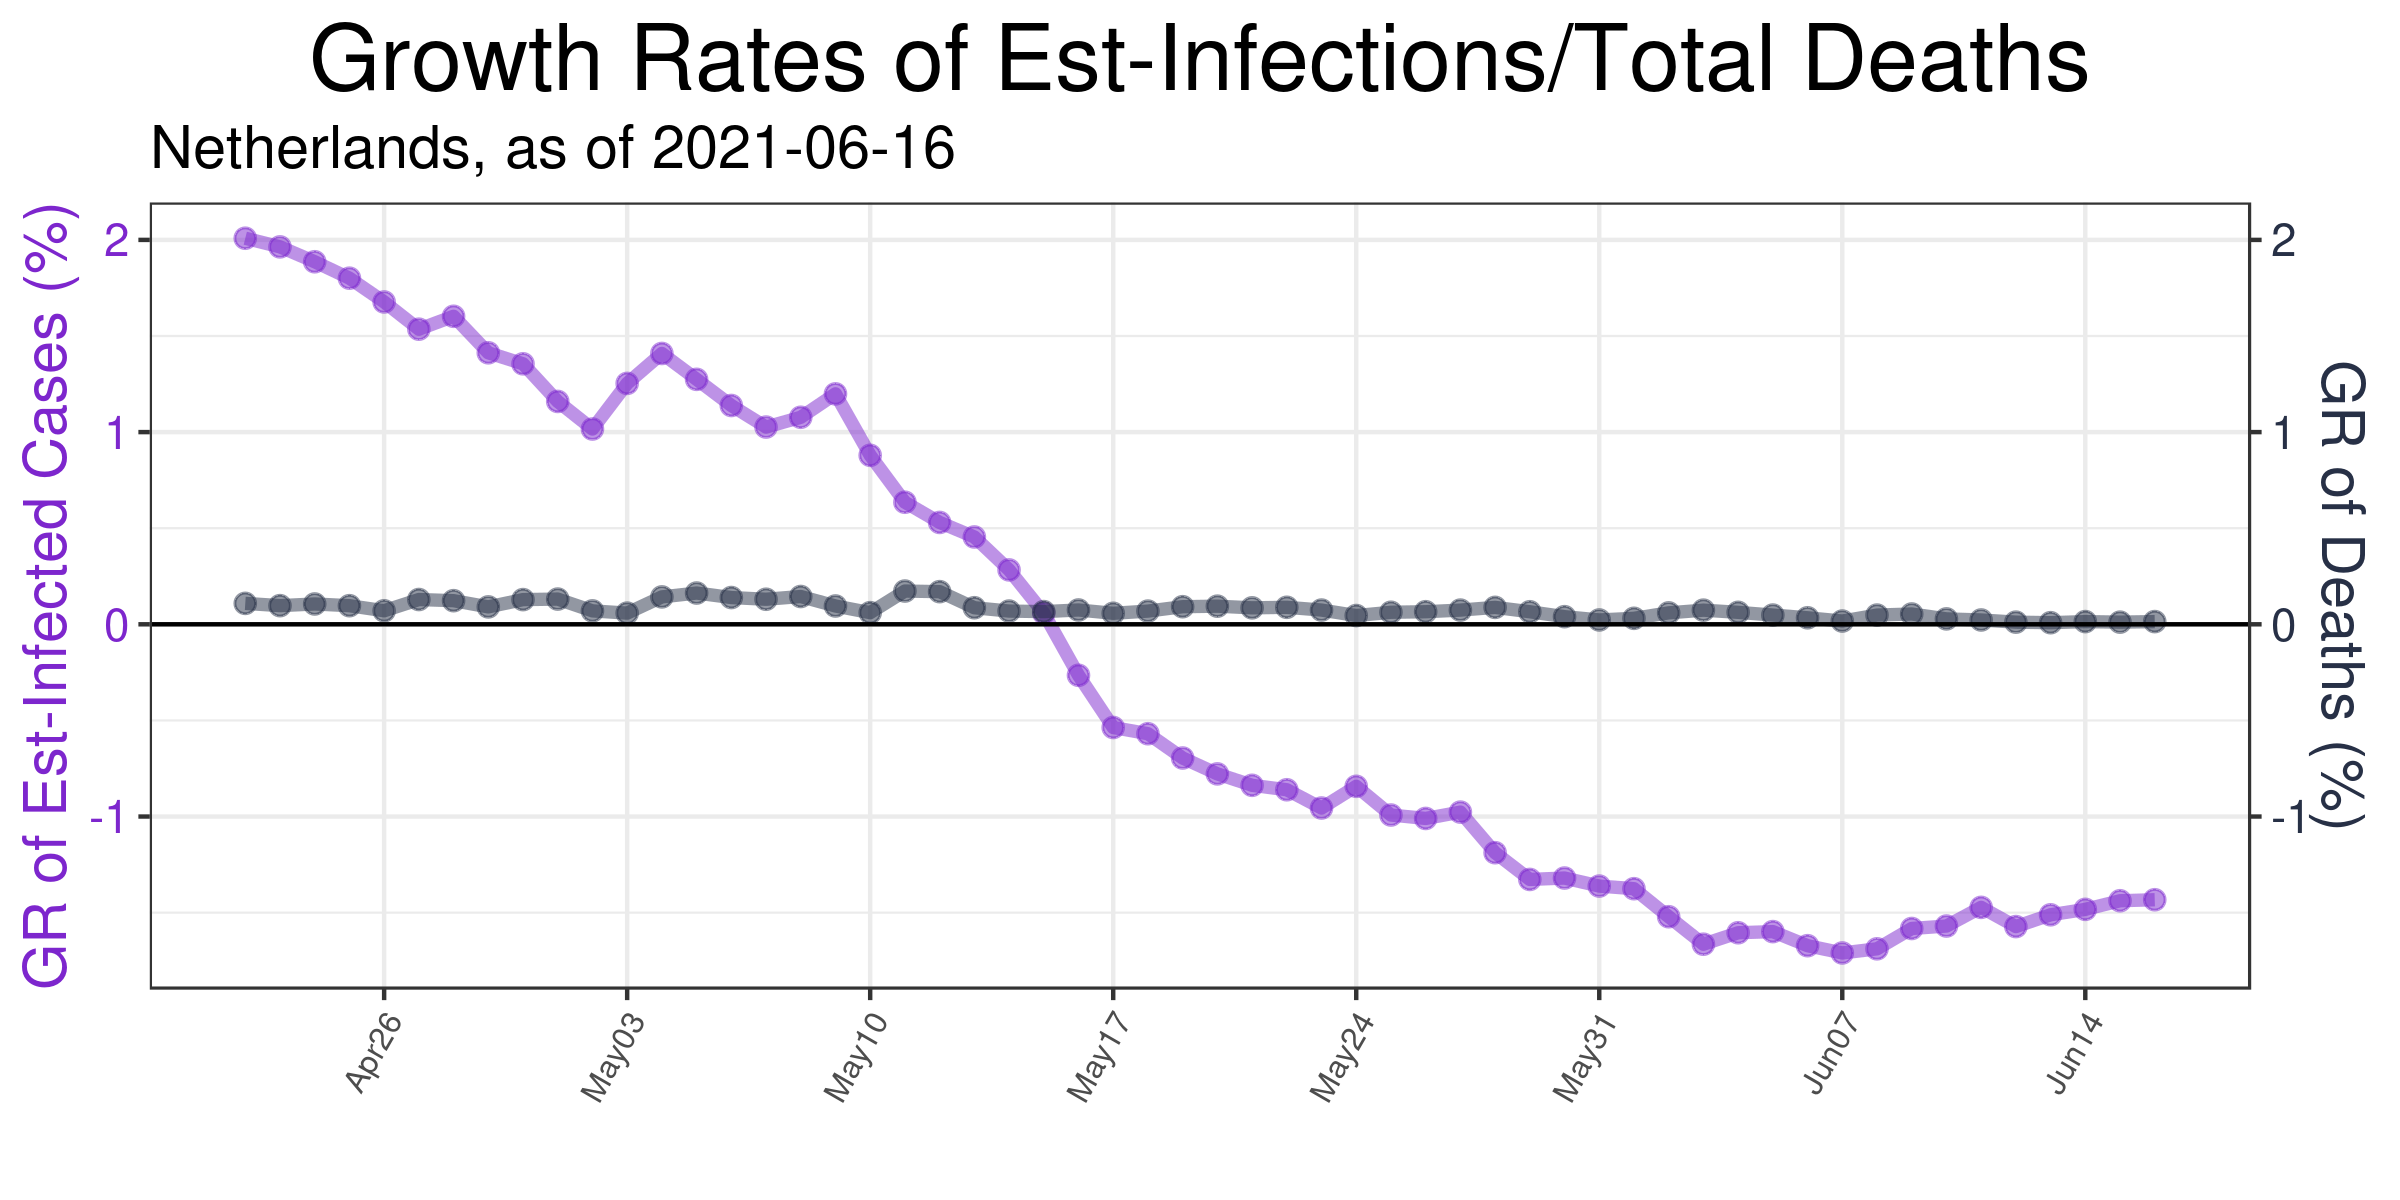 Growth Rates of Est-Infections/Total Deaths
Netherlands, as of 2021-06-16
GR of Est-Infected Cases (%)
2
1
0
-1
2
1
0
-1
GR of Deaths (%)
Apr26
May03
May10
May17
May24
May31
Jun07
Jun14